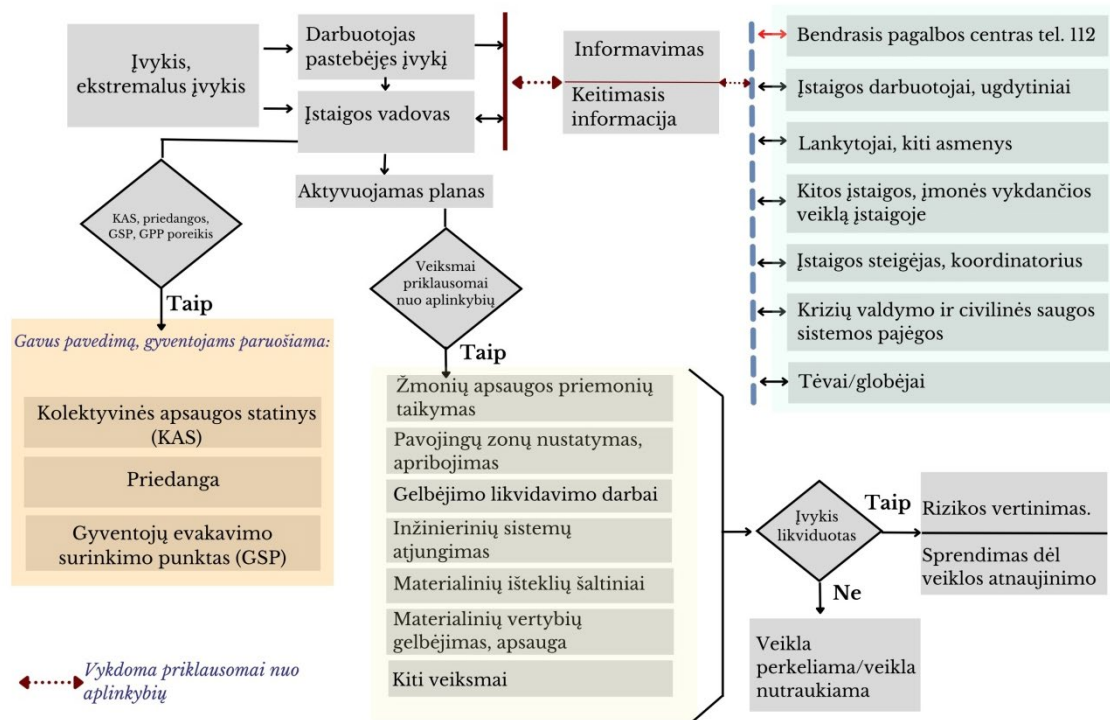 Įvykis,
ekstremalus įvykis
Darbuotojas
pastebėjęs įvykį
Įstaigos vadovas
Informavimas
Keitimasis
informacija
Bendrasis pagalbos centras tel. 112
Įstaigos darbuotojai, ugdytiniai
Lankytojai, kiti asmenys
Kitos įstaigos, įmonės vykdančios
veiklą įstaigoje
Įstaigos steigėjas, koordinatorius
Krizių valdymo ir civilinės saugos
sistemos pajėgos
Tėvai/globėjai
Aktyvuojamas planas
KAS, priedangos,
GSP, GPP poreikis
Taip
Veiksmai
priklausomai
nuo aplinkybių
Taip
Gavus pavedimą, gyventojams paruošiama:
Kolektyvinės apsaugos statinys
(KAS)
Priedanga
Gyventojų evakavimo
surinkimo punktas (GSP)
Žmonių apsaugos priemonių
taikymas
Pavojingų zonų nustatymas,
apribojimas
Gelbėjimo likvidavimo darbai
Inžinierinių sistemų
atjungimas
Materialinių išteklių šaltiniai
Materialinių vertybių
gelbėjimas, apsauga
Kiti veiksmai
Įvykis
likviduotas
Taip
Rizikos vertinimas.
Sprendimas dėl
veiklos atnaujinimo
Ne
Veikla
perkeliama/veikla
nutraukiama
Vykdoma priklausomai nuo
aplinkybių